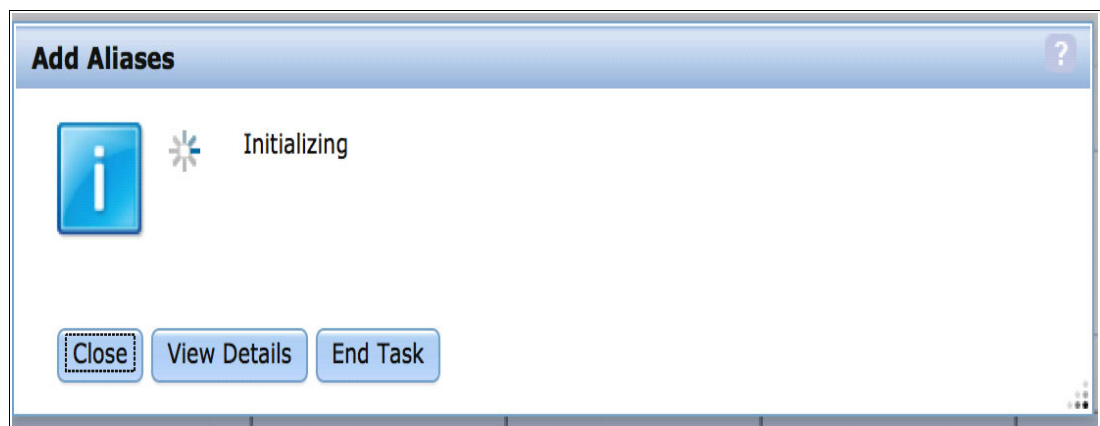 Add Aliases
?
i
Initializing
Close
View Details
End Task